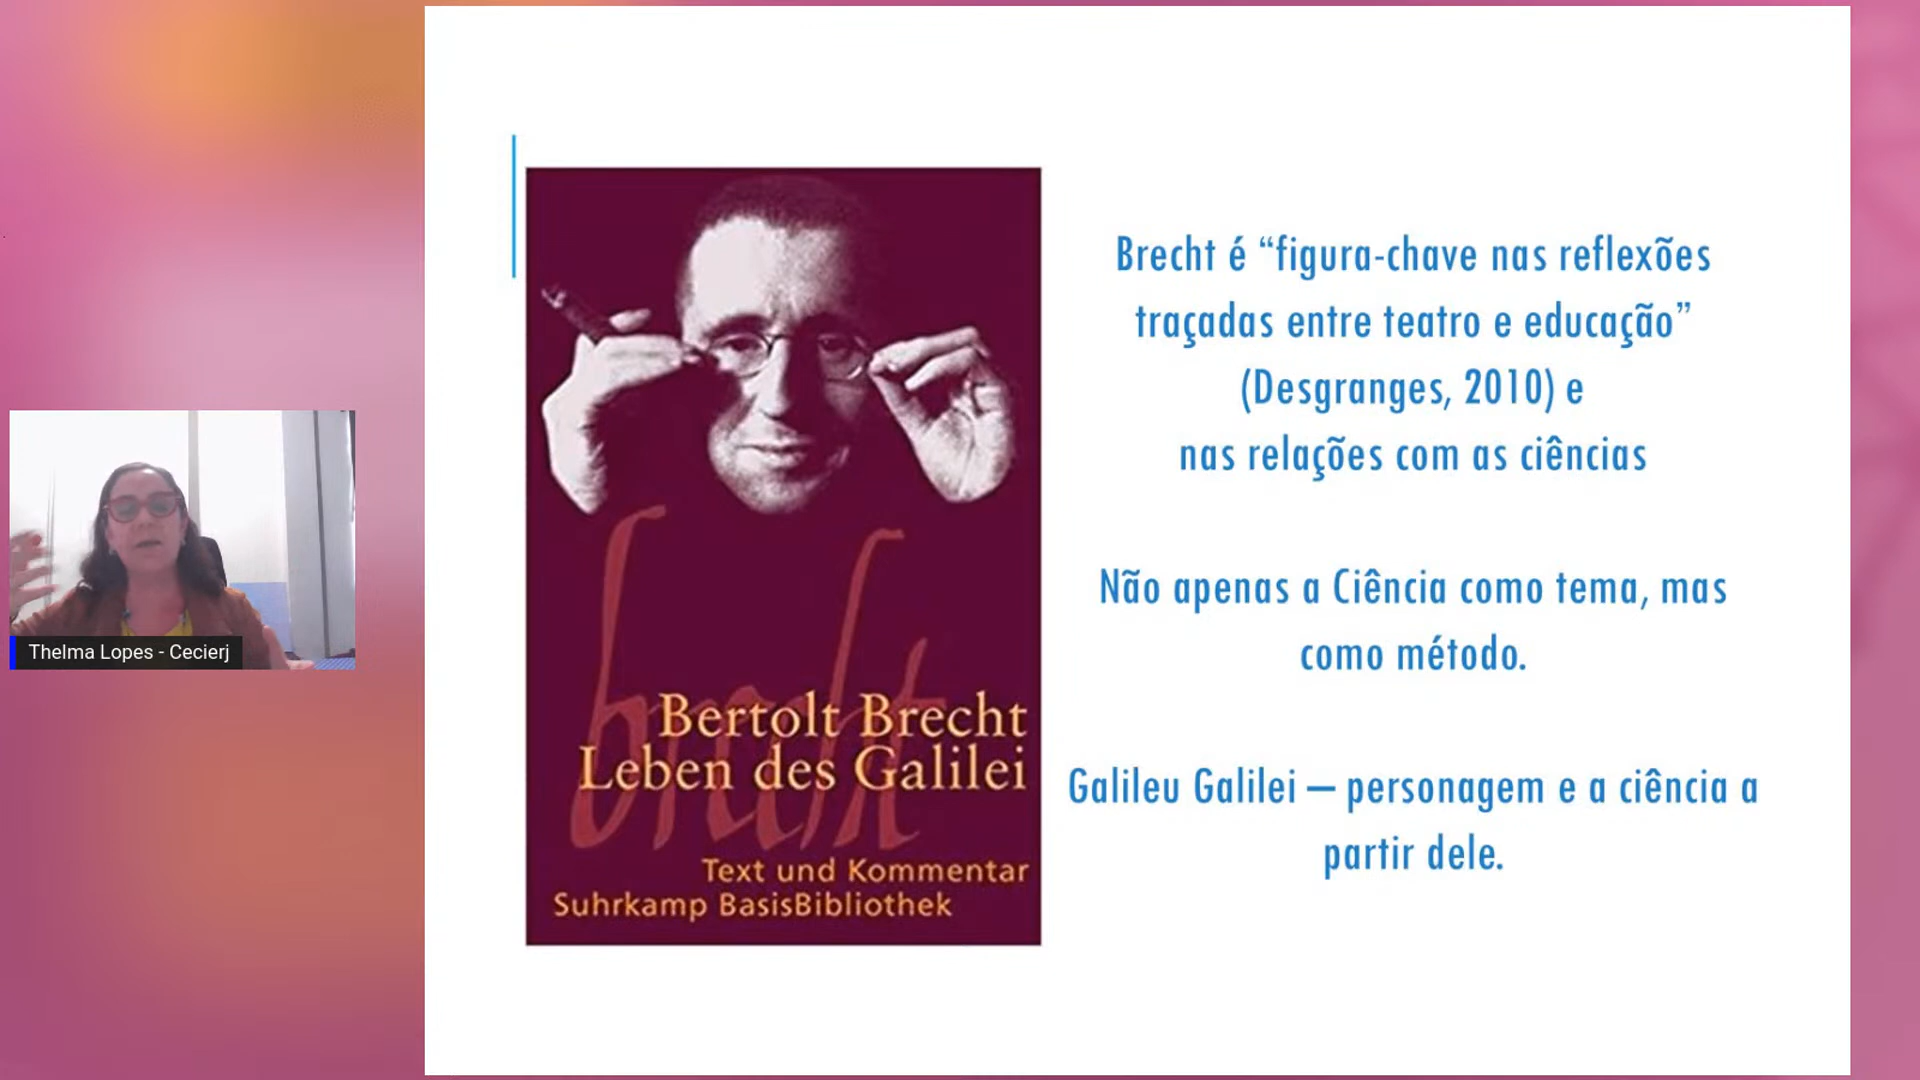 Thelma Lopes - Cecierj
brecht
Bertolt Brecht
Leben des Galilei
Text und Kommentar
Suhrkamp BasisBibliothek
Brecht é “figura-chave nas reflexões
traçadas entre teatro e educação”
(Desgranges, 2010) e
nas relações com as ciências
Não apenas a Ciência como tema, mas
como método.
Galileu Galilei – personagem e a ciência a
partir dele.